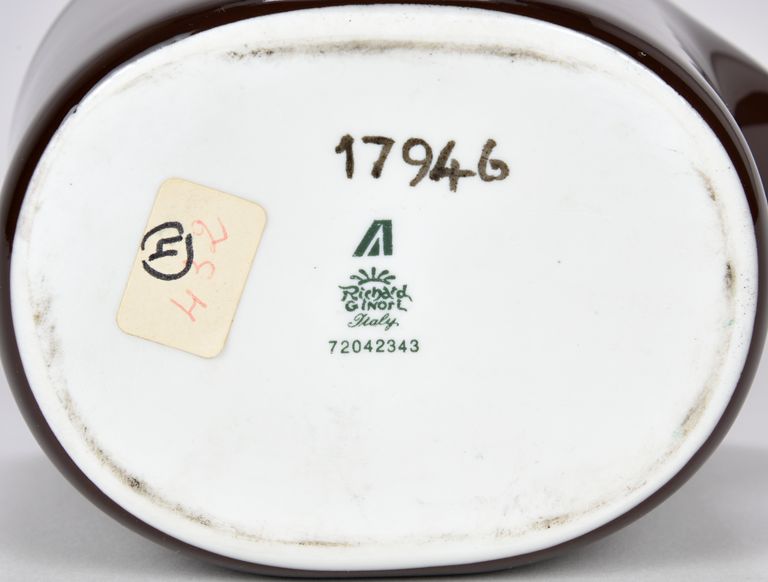 17946
A
Richard
GINORI
Italy.
72042343
432